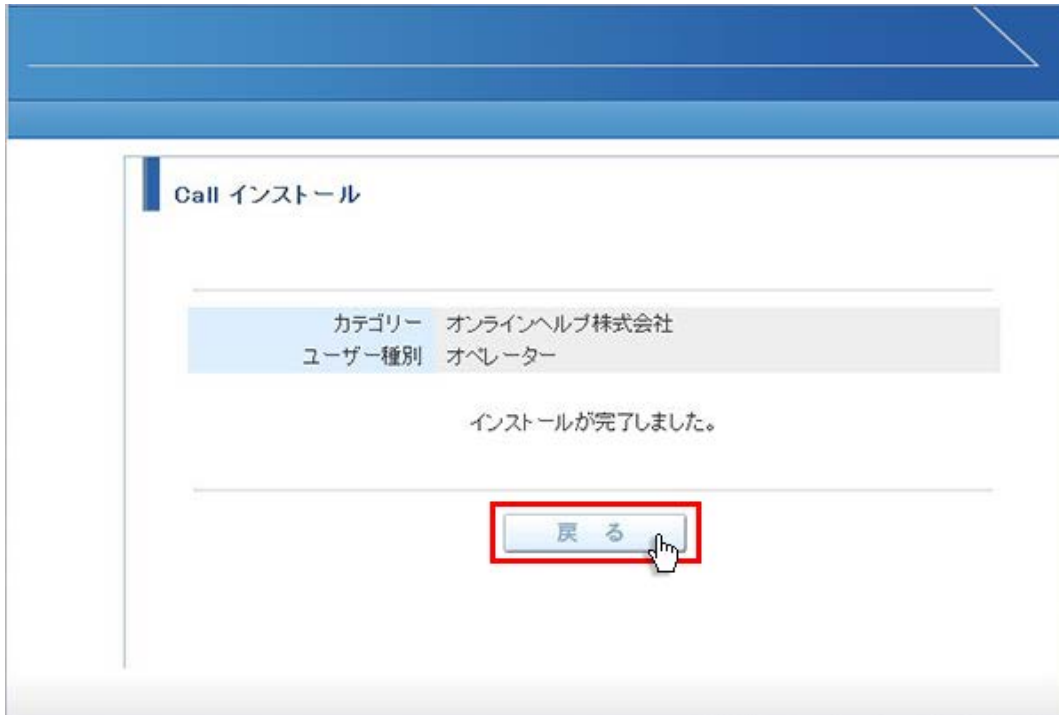 Call インストール
カテゴリー オンラインヘルプ株式会社
ユーザー種別 オペレーター
インストールが完了しました。
戻 る